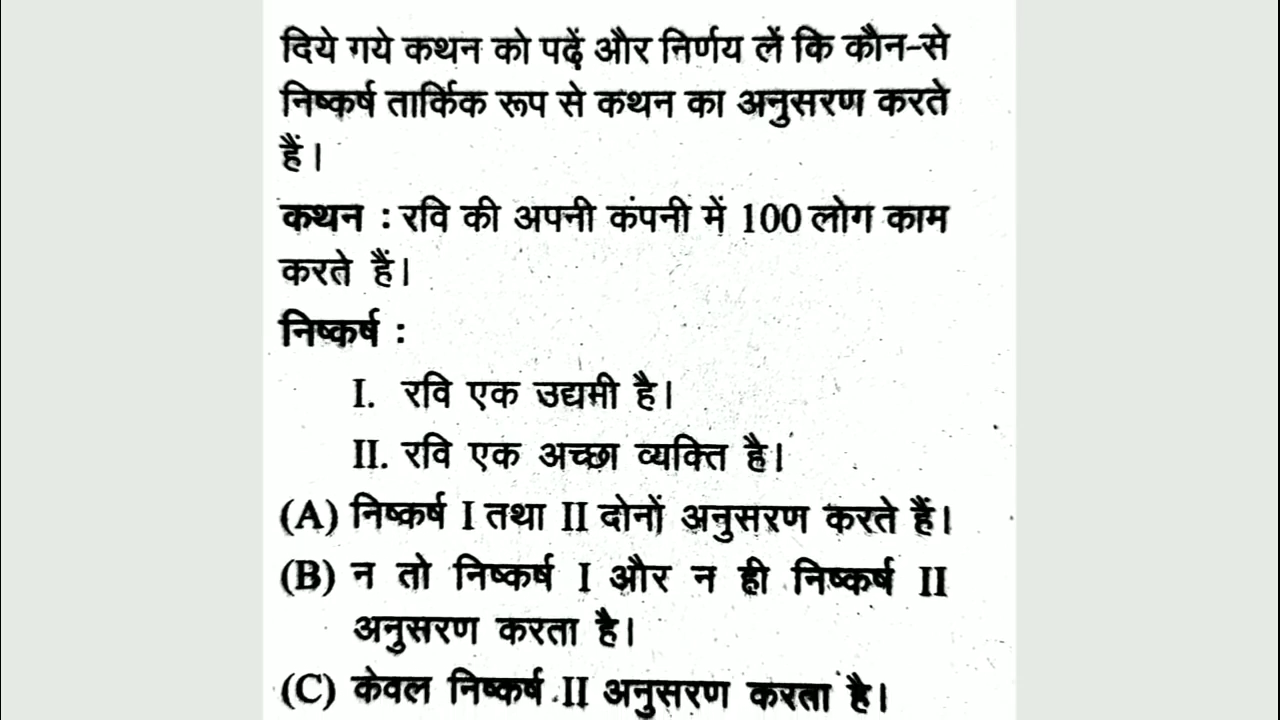 दिये गये कथन को पढ़ें और निर्णय लें कि कौन-से
निष्कर्ष तार्किक रूप से कथन का अनुसरण करते
हैं।
कथन : रवि की अपनी कंपनी में 100 लोग काम
करते हैं।
निष्कर्ष :
I. रवि एक उद्यमी है।
II. रवि एक अच्छा व्यक्ति है।
(A) निष्कर्ष I तथा II दोनों अनुसरण करते हैं।
(B) न तो निष्कर्ष I और न ही निष्कर्ष II
अनुसरण करता है।
(C) केवल निष्कर्ष II अनुसरण करता है।